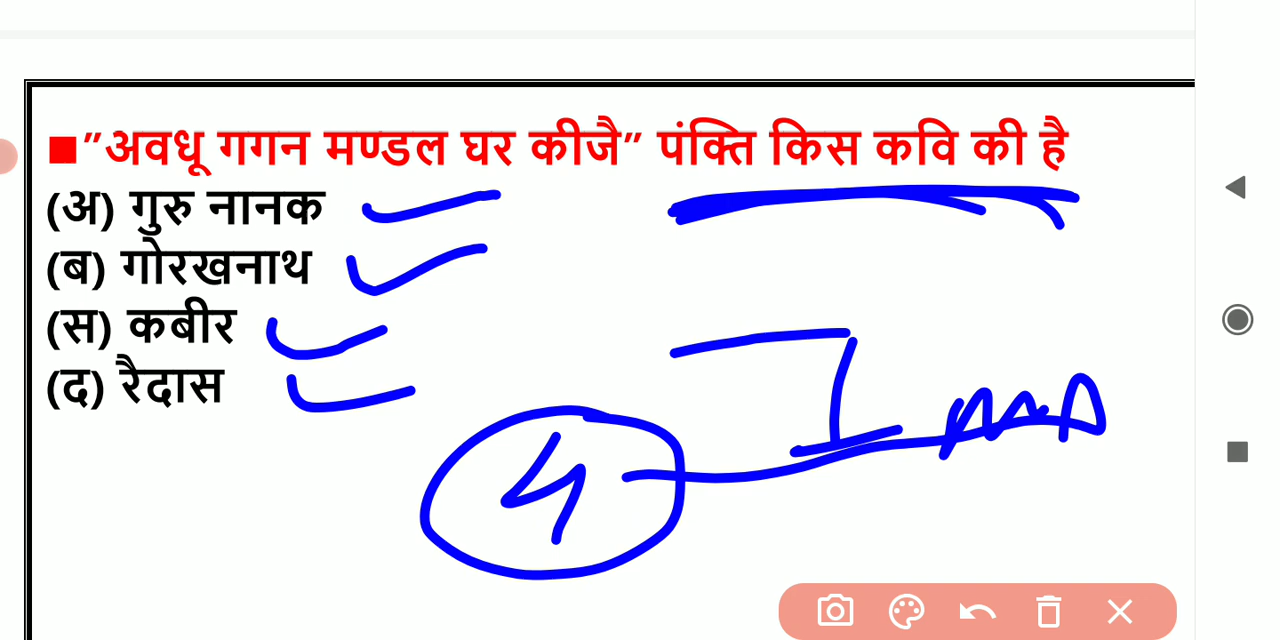 ■"अवधू गगन मण्डल घर कीजै" पंक्ति किस कवि की है
(अ) गुरु नानक
(ब) गोरखनाथ
(स) कबीर
(द) रैदास
4